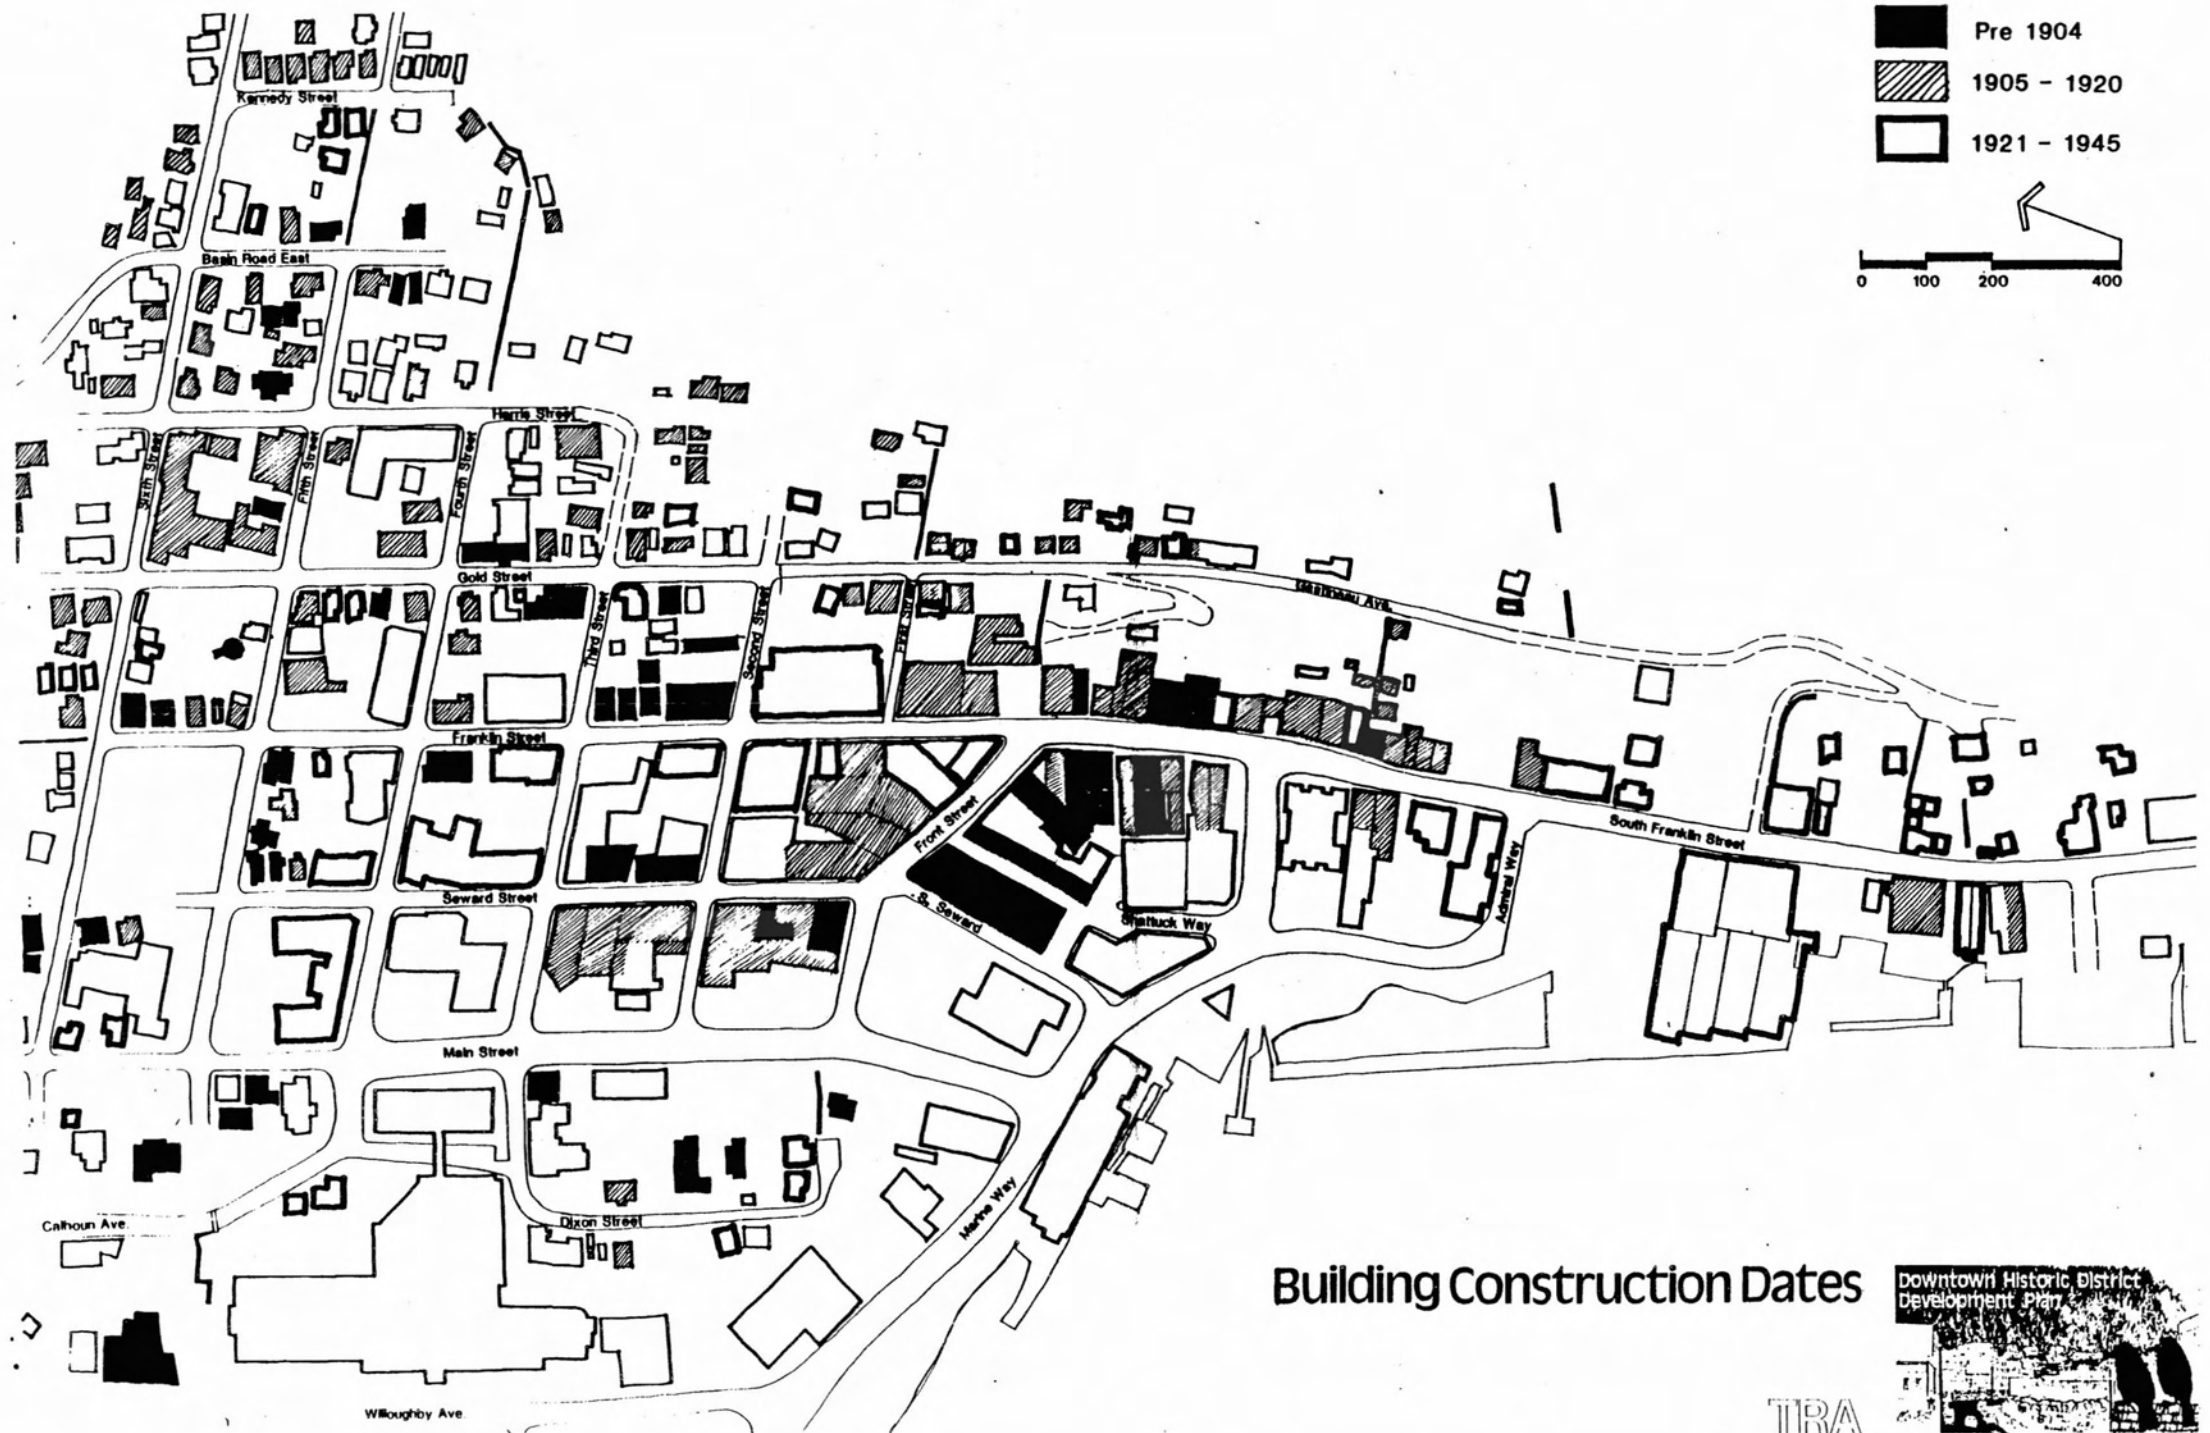 Pre 1904
1905 - 1920
1921 - 1945
0 100 200 400
Kennedy Street
Basin Road East
Harris Street
Sixth Street
Fifth Street
Fourth Street
Gold Street
Third Street
Second Street
First Str
Gastineau Ave.
Franklin Street
Front Street
South Franklin Street
Admiral Way
Seward Street
S. Seward
Shattuck Way
Main Street
Marine Way
Calhoun Ave.
Dixon Street
Willoughby Ave.
Building Construction Dates
Downtown Historic District
Development Plan
TRA